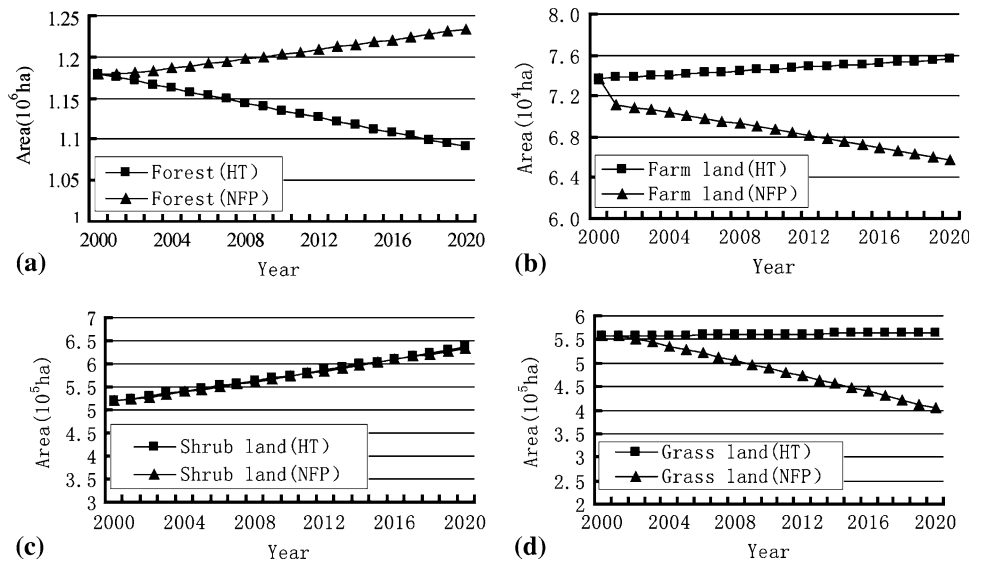 1.25
1.2
1.15
1.1
1.05
1
Area(10⁶ha)
Forest(HT)
Forest(NFP)
2000 2004 2008 2012 2016 2020
Year
(a)
8.0
7.6
7.2
6.8
6.4
6.0
Area(10⁴ha)
Farm land(HT)
Farm land(NFP)
2000 2004 2008 2012 2016 2020
Year
(b)
7
6.5
6
5.5
5
4.5
4
3.5
3
Area(10⁵ha)
Shrub land(HT)
Shrub land(NFP)
2000 2004 2008 2012 2016 2020
Year
(c)
6
5.5
5
4.5
4
3.5
3
2.5
2
Area(10⁵ha)
Grass land(HT)
Grass land(NFP)
2000 2004 2008 2012 2016 2020
Year
(d)